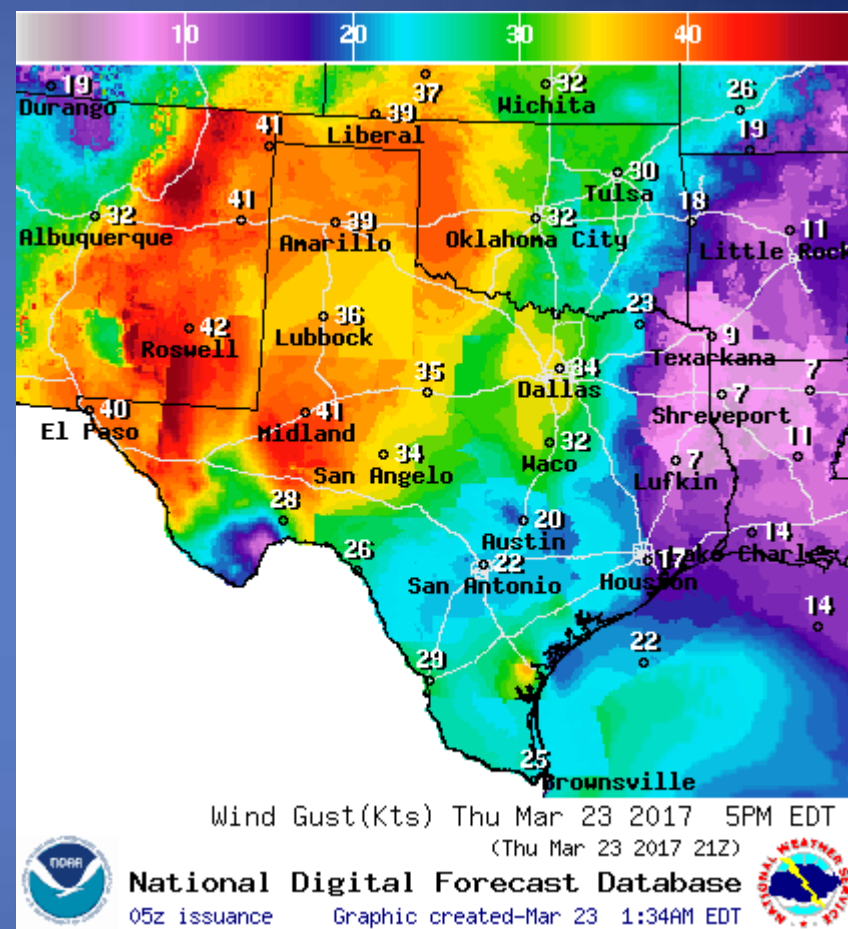 10 20 30 40
19 37 32 26
Durango Wichita
39
Liberal
41 19
30
Tulsa
32 41 39 32 18 11
Albuquerque Amarillo Oklahoma City Little Rock
42 36 23
Roswell Lubbock Texarkana 9
34
35 Dallas 7 7
40 41 Shreveport
El Paso Midland
34 32 7 11
San Angelo Waco Lufkin
28 20 14
Austin Lake Charles
26 22 17
San Antonio Houston
14
29 22
25
Brownsville
Wind Gust(Kts) Thu Mar 23 2017 5PM EDT
(Thu Mar 23 2017 21Z)
NOAA
National Digital Forecast Database
05z issuance Graphic created-Mar 23 1:34AM EDT
NATIONAL WEATHER SERVICE